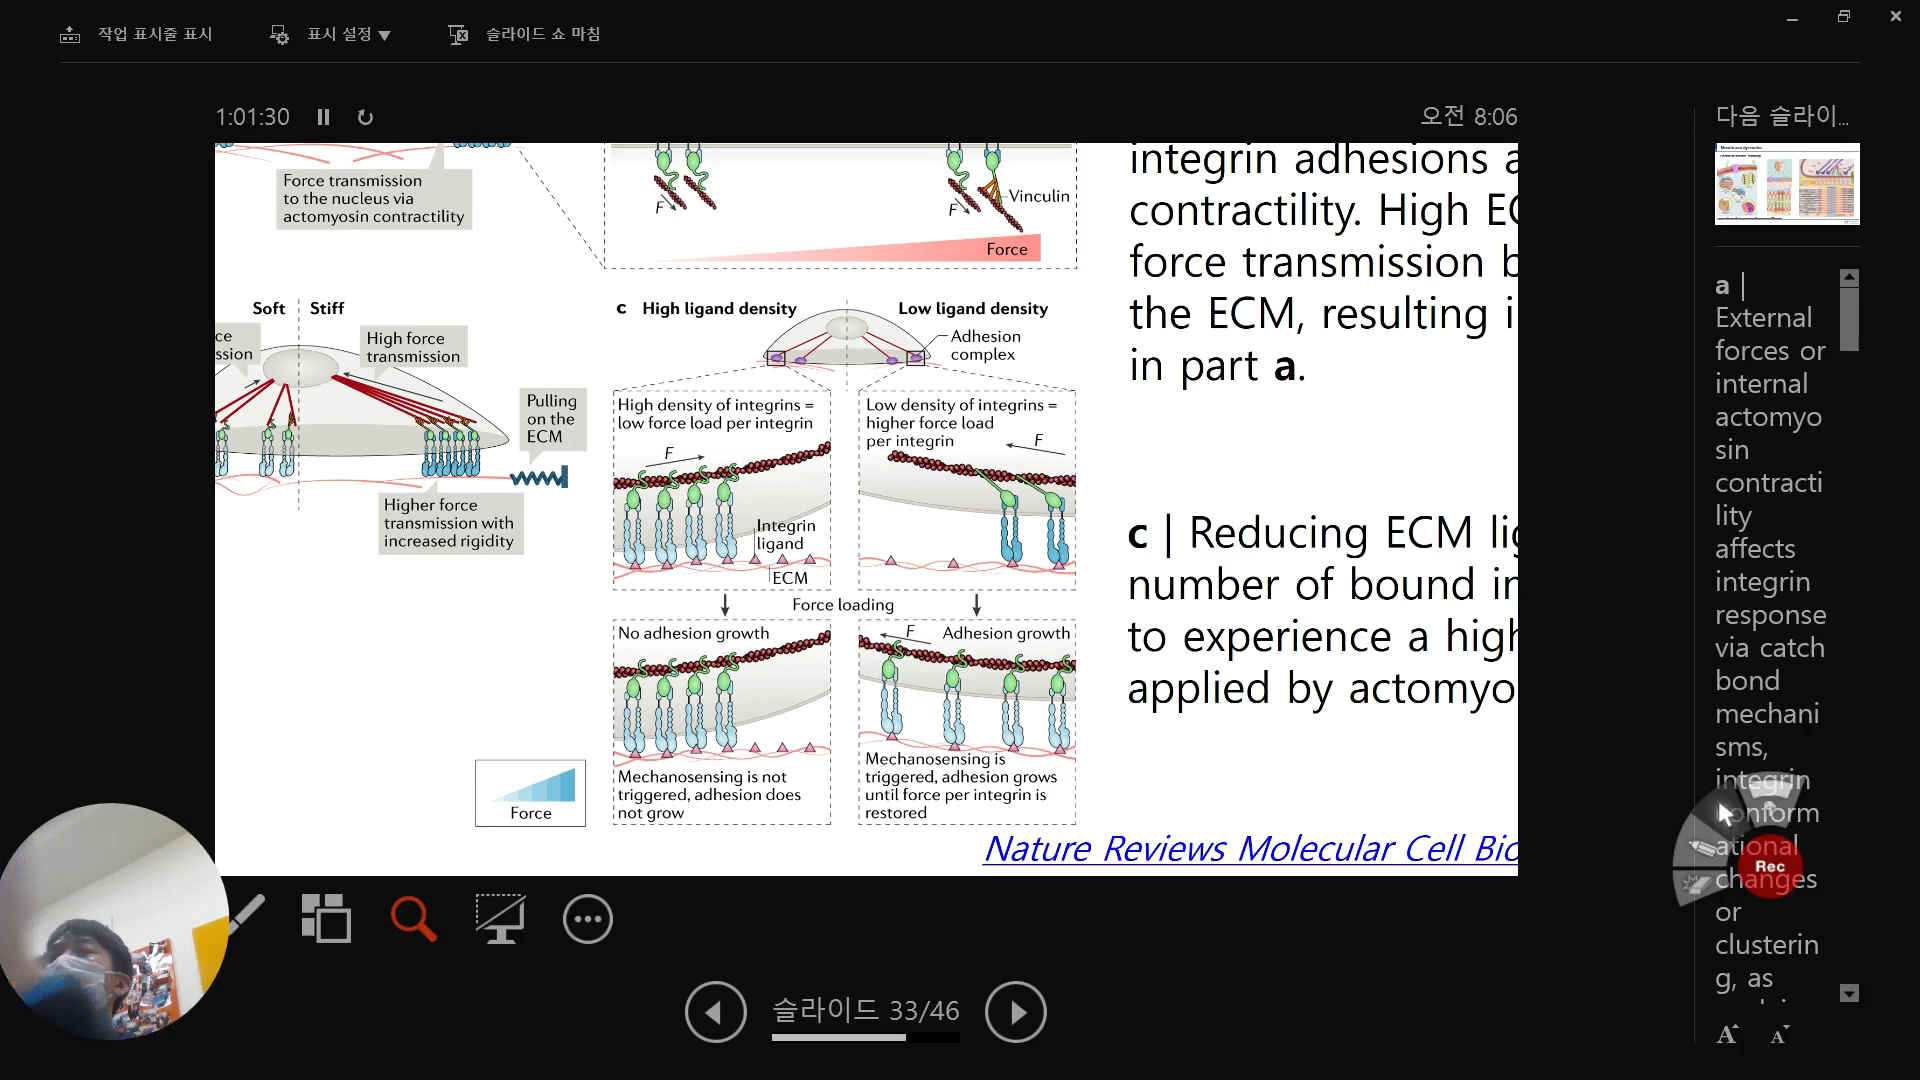 작업 표시줄 표시
표시 설정 ▼
슬라이드 쇼 마침
1:01:30
오전 8:06
다음 슬라이...
Force transmission
to the nucleus via
actomyosin contractility
F
F
Vinculin
Force
integrin adhesions a
contractility. High EC
force transmission b
the ECM, resulting i
in part a.
Soft
Stiff
ce
ssion
High force
transmission
Pulling
on the
ECM
Higher force
transmission with
increased rigidity
Force
c High ligand density
Low ligand density
Adhesion
complex
High density of integrins =
low force load per integrin
F
Integrin
ligand
ECM
Low density of integrins =
higher force load
per integrin
F
Force loading
No adhesion growth
Mechanosensing is not
triggered, adhesion does
not grow
F
Adhesion growth
Mechanosensing is
triggered, adhesion grows
until force per integrin is
restored
c | Reducing ECM lig
number of bound in
to experience a high
applied by actomyo
Nature Reviews Molecular Cell Bio
a |
External
forces or
internal
actomyo
sin
contracti
lity
affects
integrin
response
via catch
bond
mechani
sms,
integrin
conform
ational
changes
or
clusterin
g, as
Rec
슬라이드 33/46
A
A